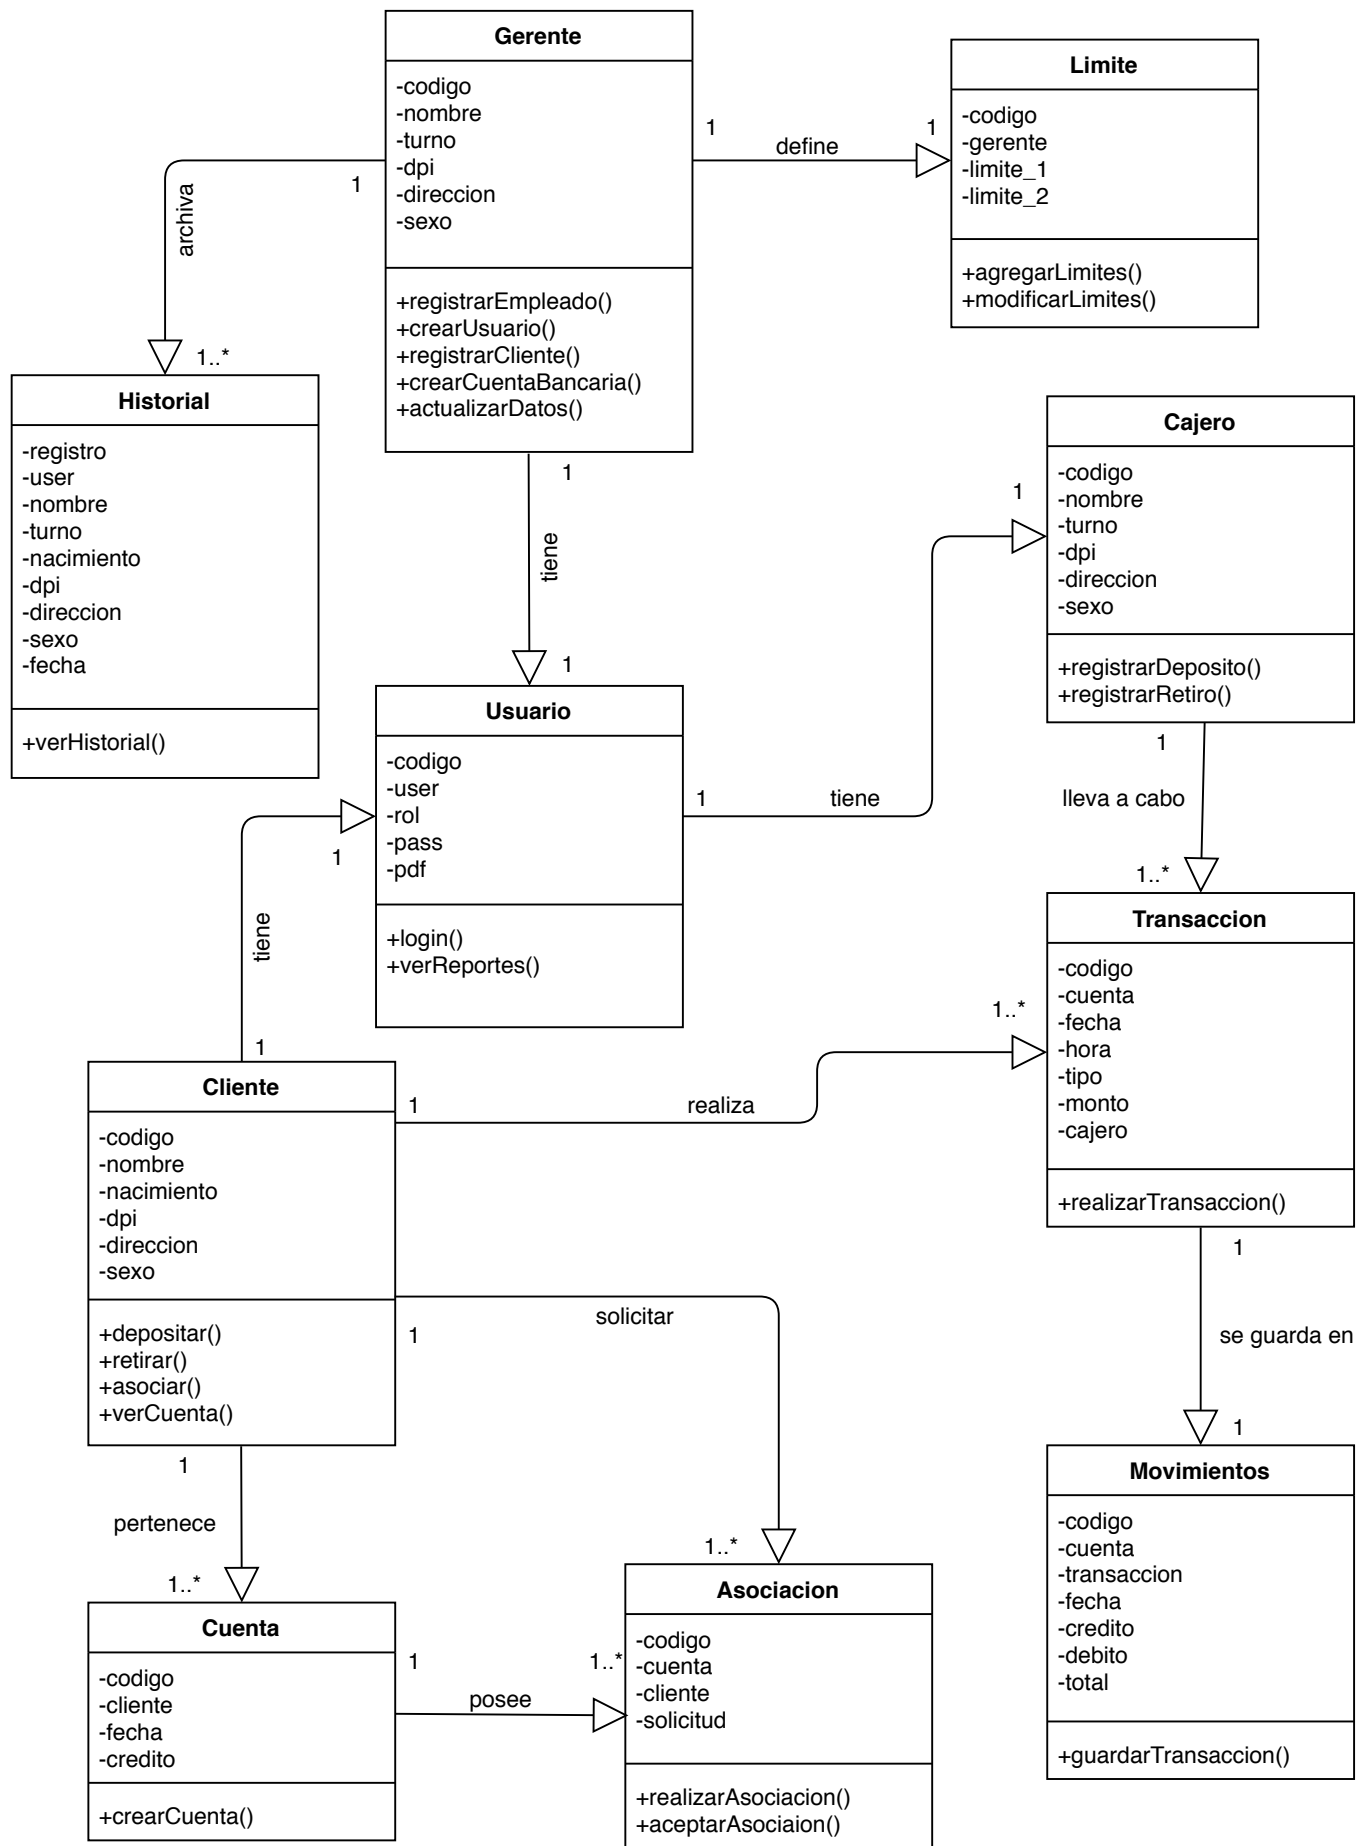 Gerente
-codigo
-nombre
-turno
-dpi
-direccion
-sexo
+registrarEmpleado()
+crearUsuario()
+registrarCliente()
+crearCuentaBancaria()
+actualizarDatos()
1
define
1
Limite
-codigo
-gerente
-limite_1
-limite_2
+agregarLimites()
+modificarLimites()
1
archiva
1..*
Historial
-registro
-user
-nombre
-turno
-nacimiento
-dpi
-direccion
-sexo
-fecha
+verHistorial()
1
tiene
1
Usuario
-codigo
-user
-rol
-pass
-pdf
+login()
+verReportes()
1
tiene
1
Cajero
-codigo
-nombre
-turno
-dpi
-direccion
-sexo
+registrarDeposito()
+registrarRetiro()
1
lleva a cabo
1..*
Transaccion
-codigo
-cuenta
-fecha
-hora
-tipo
-monto
-cajero
+realizarTransaccion()
1
tiene
1
Cliente
-codigo
-nombre
-nacimiento
-dpi
-direccion
-sexo
+depositar()
+retirar()
+asociar()
+verCuenta()
1
realiza
1..*
1
solicitar
1..*
1
se guarda en
1
Movimientos
-codigo
-cuenta
-transaccion
-fecha
-credito
-debito
-total
+guardarTransaccion()
1
pertenece
1..*
Cuenta
-codigo
-cliente
-fecha
-credito
+crearCuenta()
1
posee
1..*
Asociacion
-codigo
-cuenta
-cliente
-solicitud
+realizarAsociacion()
+aceptarAsociaion()